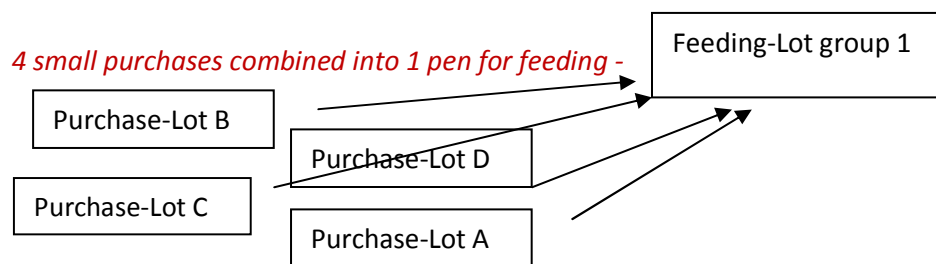 Feeding-Lot group 1
4 small purchases combined into 1 pen for feeding -
Purchase-Lot B
Purchase-Lot D
Purchase-Lot C
Purchase-Lot A